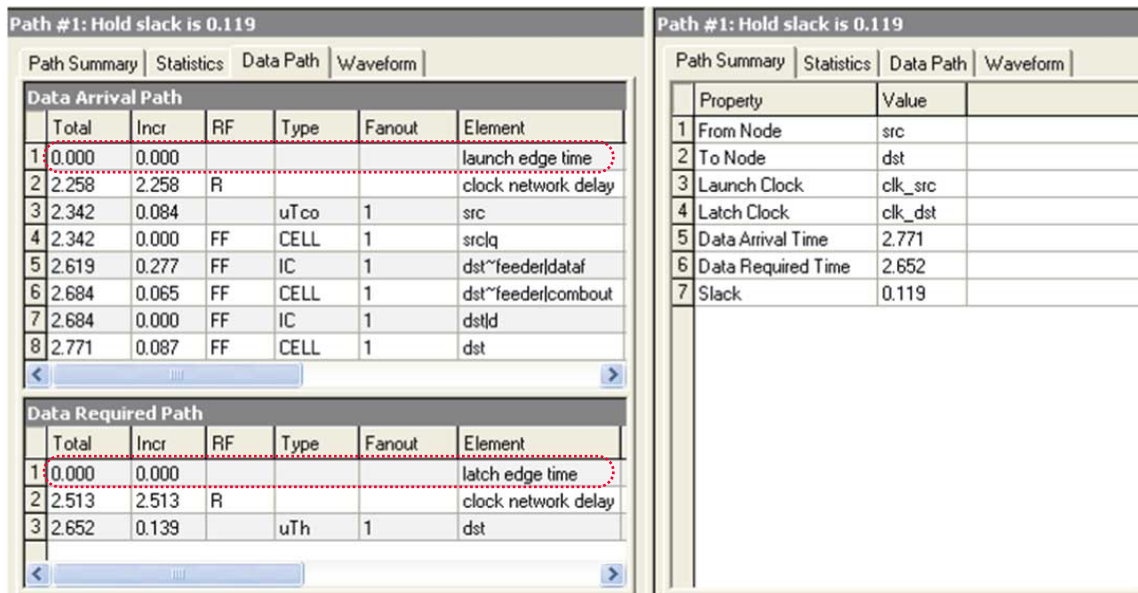 Path #1: Hold slack is 0.119
Path Summary Statistics Data Path Waveform
Data Arrival Path
Total Incr RF Type Fanout Element
1 0.000 0.000 launch edge time
2 2.258 2.258 R clock network delay
3 2.342 0.084 uTco 1 src
4 2.342 0.000 FF CELL 1 src|q
5 2.619 0.277 FF IC 1 dst~feeder|dataf
6 2.684 0.065 FF CELL 1 dst~feeder|combout
7 2.684 0.000 FF IC 1 dst|d
8 2.771 0.087 FF CELL 1 dst
Data Required Path
Total Incr RF Type Fanout Element
1 0.000 0.000 latch edge time
2 2.513 2.513 R clock network delay
3 2.652 0.139 uTh 1 dst
Path #1: Hold slack is 0.119
Path Summary Statistics Data Path Waveform
Property Value
1 From Node src
2 To Node dst
3 Launch Clock clk_src
4 Latch Clock clk_dst
5 Data Arrival Time 2.771
6 Data Required Time 2.652
7 Slack 0.119